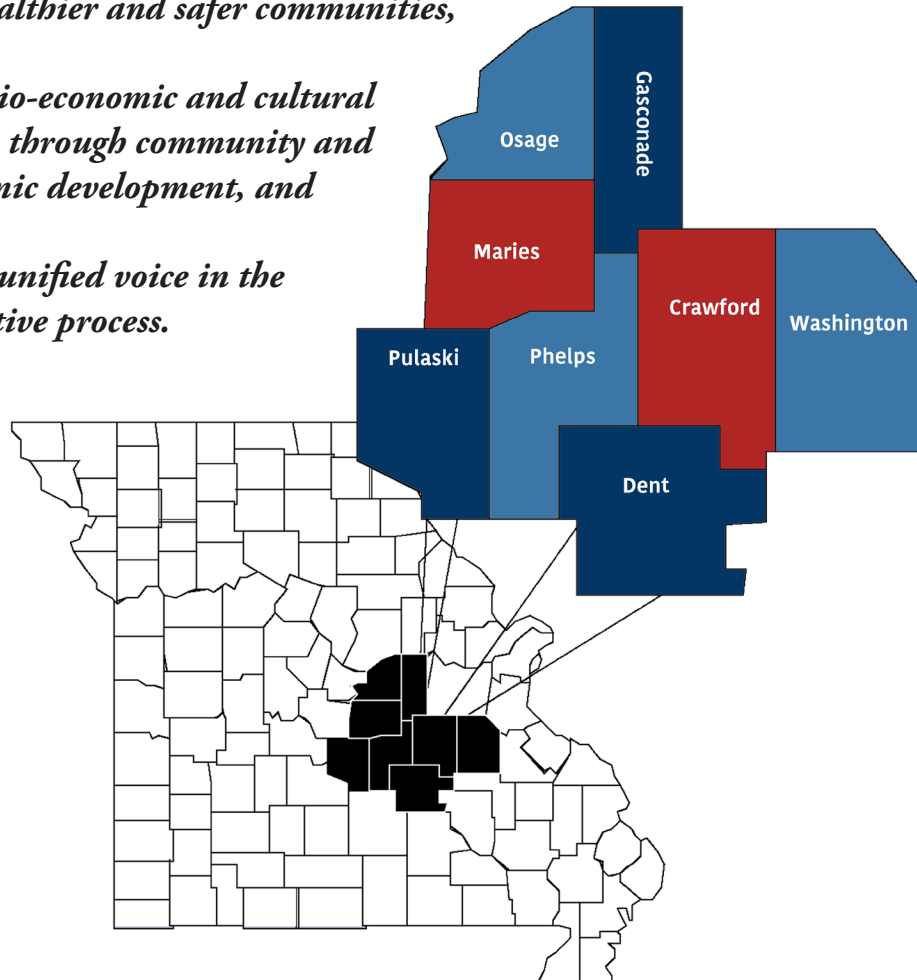 althier and safer communities,
io-economic and cultural
through community and
nic development, and
unified voice in the
tive process.
Gasconade
Osage
Maries
Crawford
Washington
Pulaski
Phelps
Dent